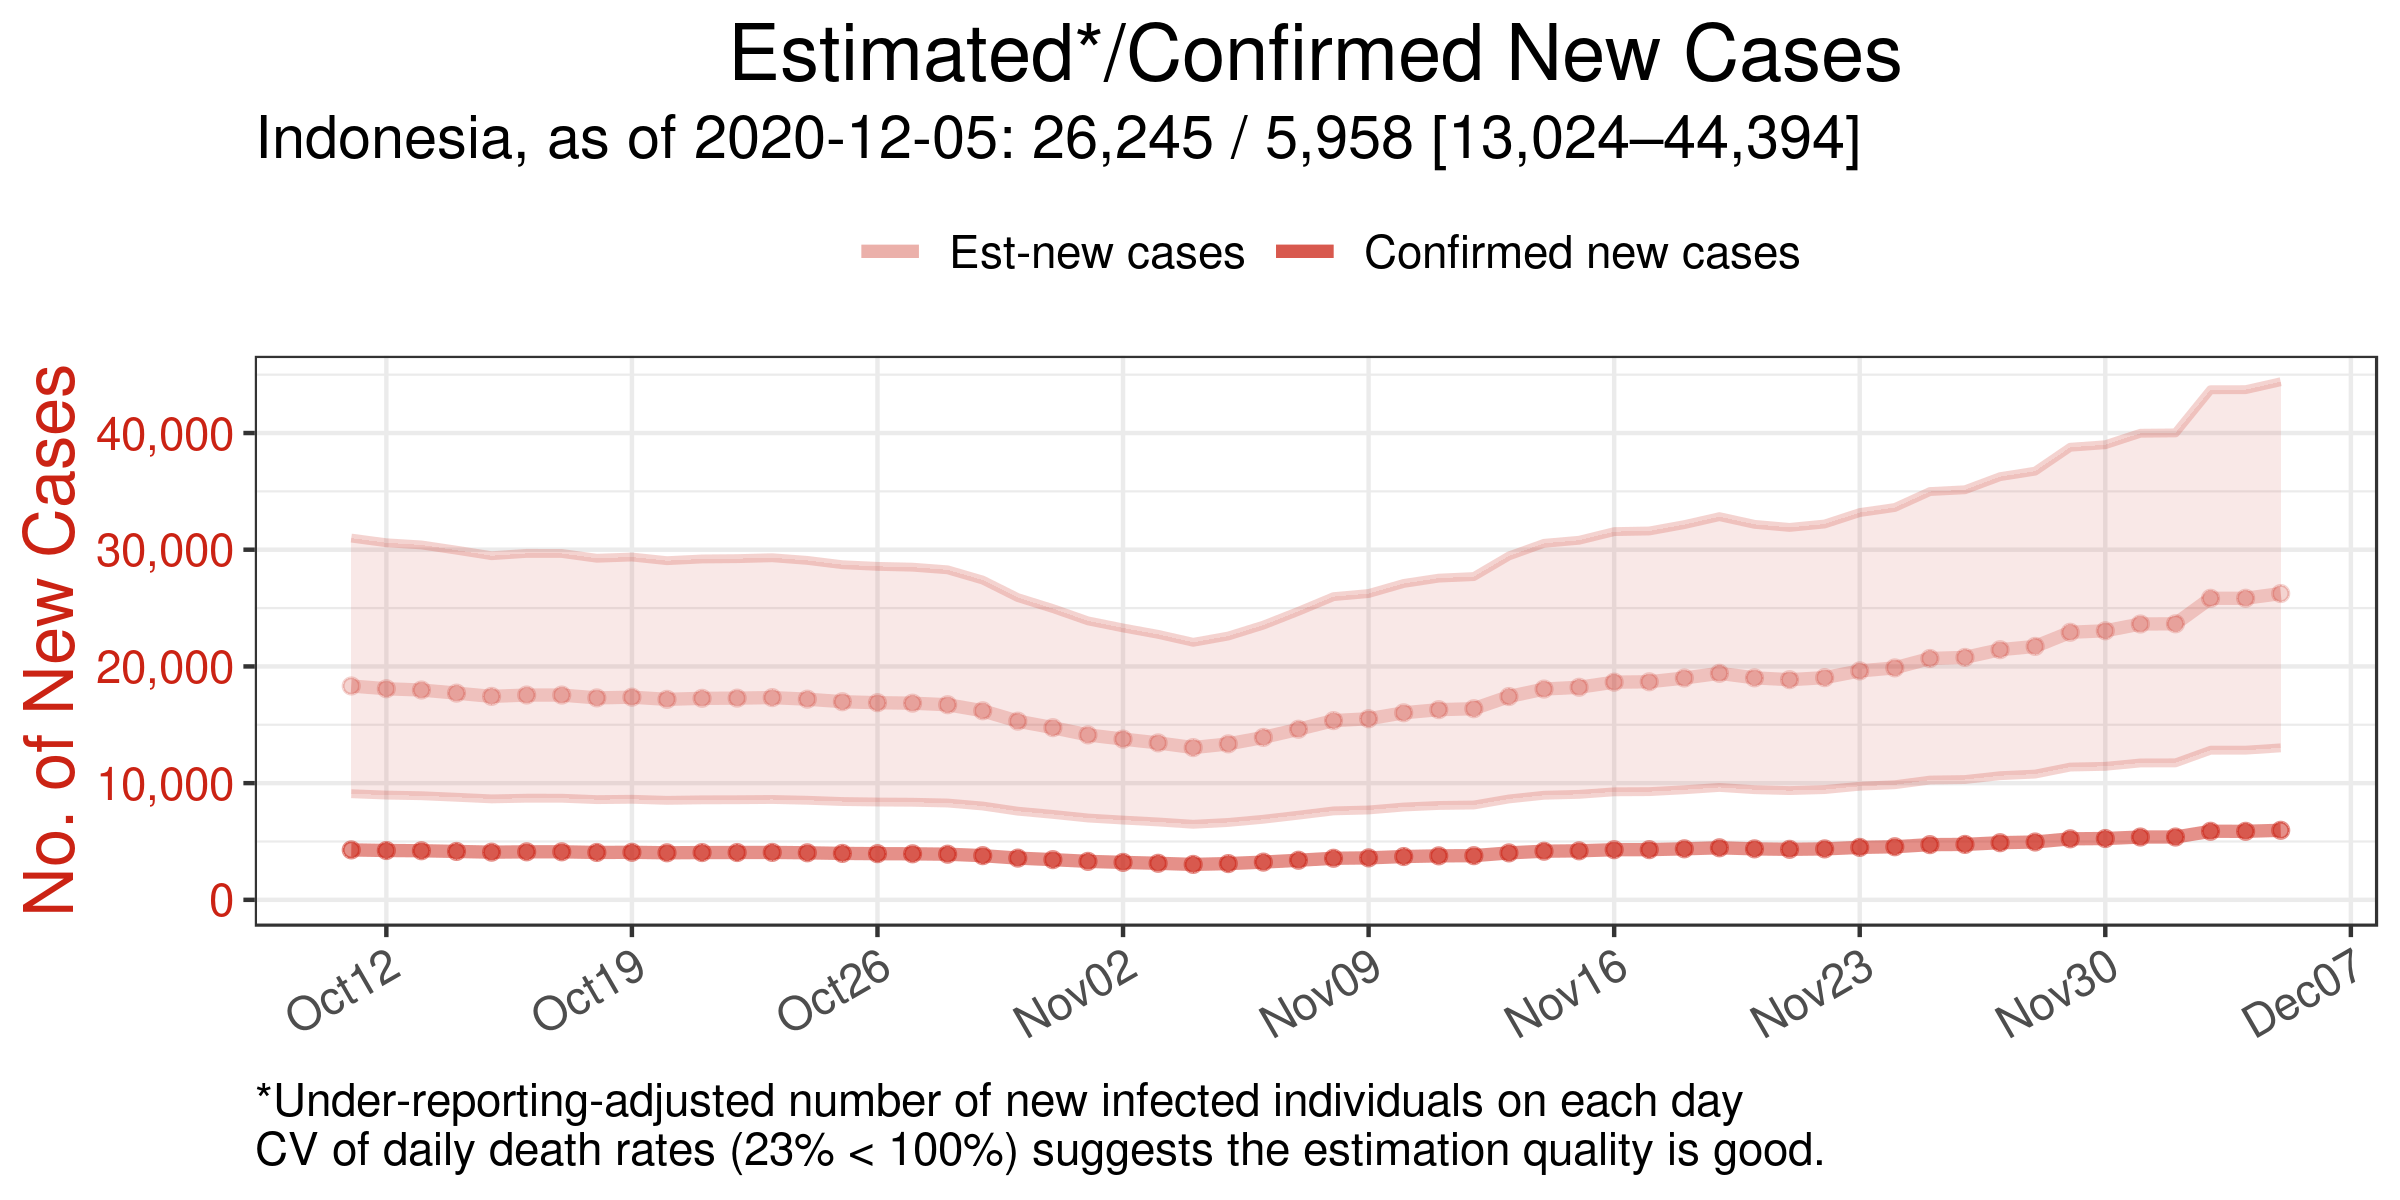 Estimated*/Confirmed New Cases
Indonesia, as of 2020-12-05: 26,245 / 5,958 [13,024–44,394]
Est-new cases
Confirmed new cases
No. of New Cases
40,000
30,000
20,000
10,000
0
Oct12
Oct19
Oct26
Nov02
Nov09
Nov16
Nov23
Nov30
Dec07
*Under-reporting-adjusted number of new infected individuals on each day
CV of daily death rates (23% < 100%) suggests the estimation quality is good.